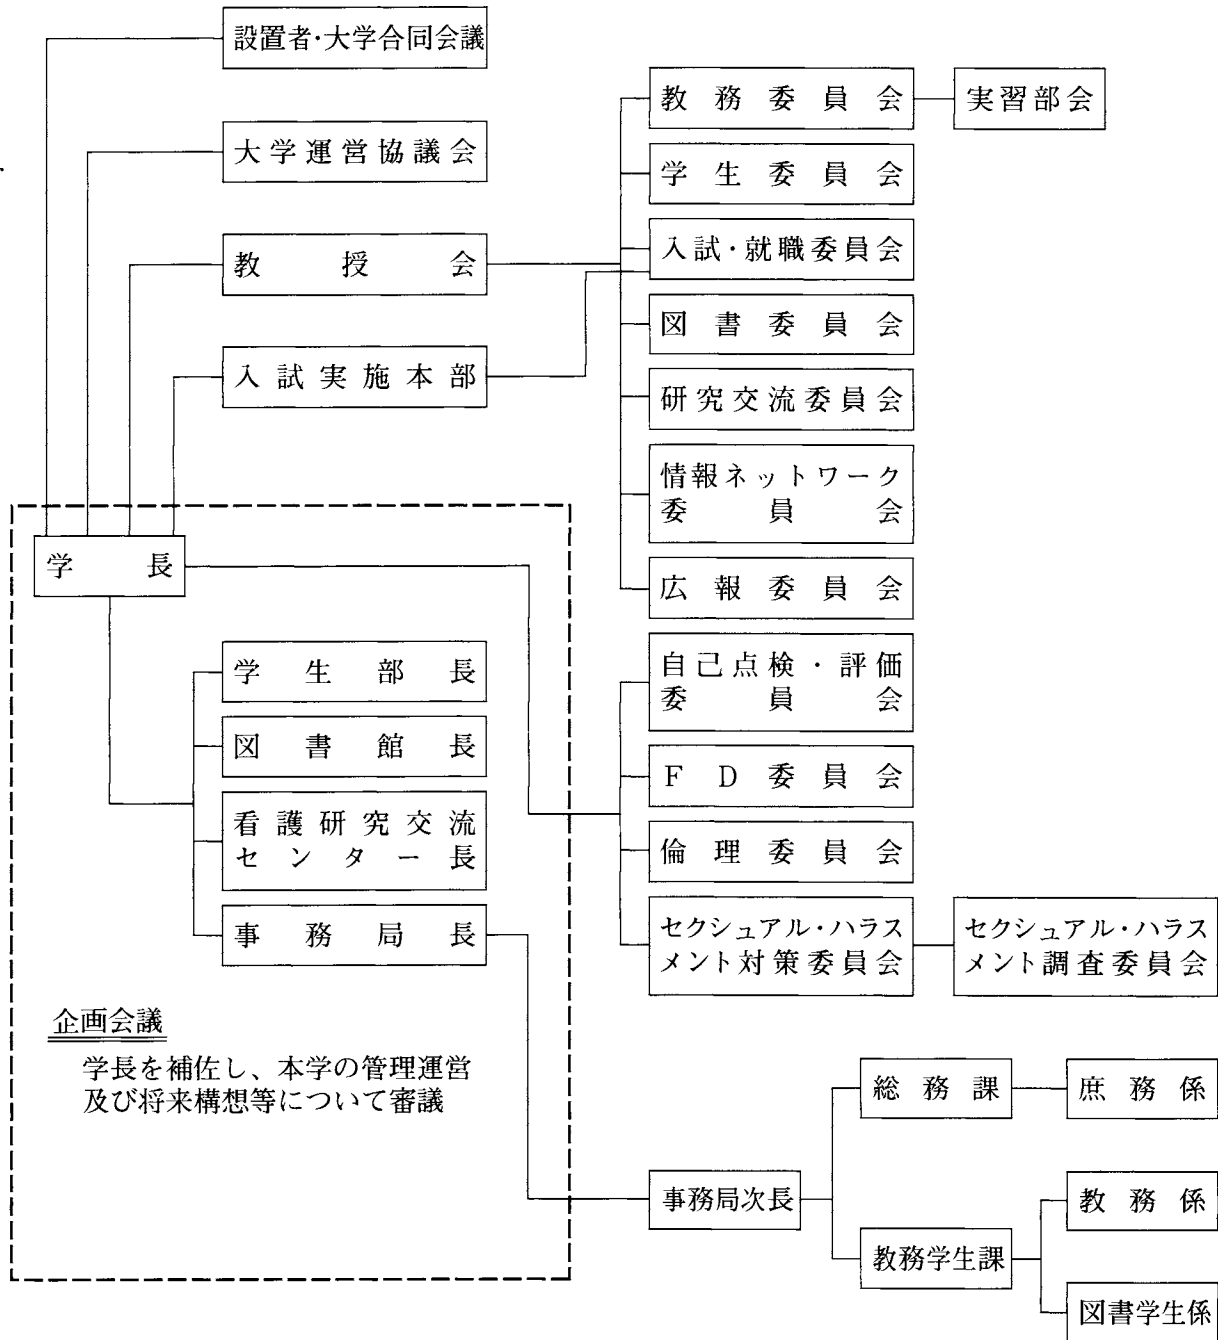 設置者・大学合同会議
大学運営協議会
教授会
入試実施本部
教務委員会
実習部会
学生委員会
入試・就職委員会
図書委員会
研究交流委員会
情報ネットワーク
委員会
広報委員会
学長
学生部長
図書館長
看護研究交流
センター長
事務局長
自己点検・評価
委員会
FD委員会
倫理委員会
セクシュアル・ハラス
メント対策委員会
セクシュアル・ハラス
メント調査委員会
企画会議
学長を補佐し、本学の管理運営
及び将来構想等について審議
事務局次長
総務課
庶務係
教務学生課
教務係
図書学生係